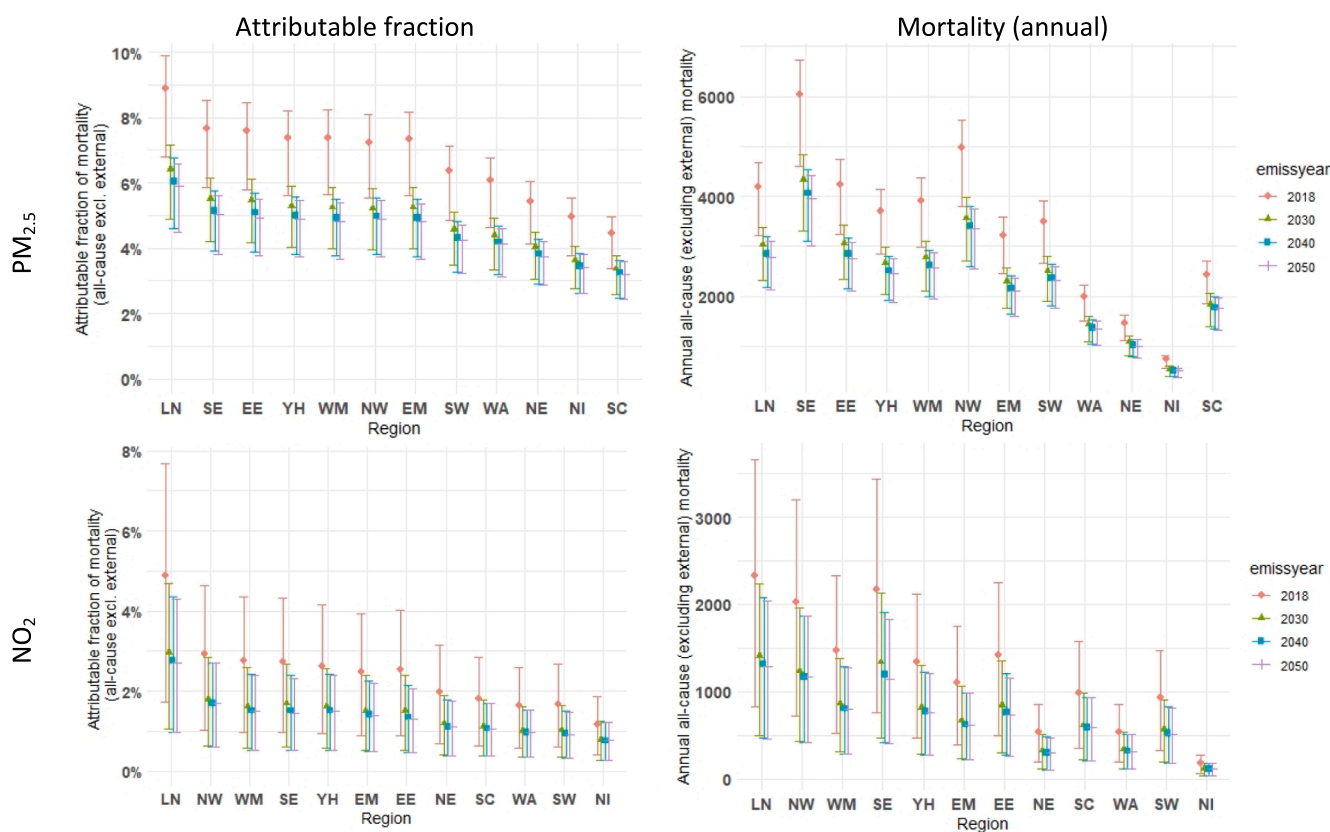 Attributable fraction
Mortality (annual)
PM2.5
Attributable fraction of mortality
(all-cause excl. external)
10%
8%
6%
4%
2%
0%
LN SE EE YH WM NW EM SW WA NE NI SC
Region
Annual all-cause (excluding external) mortality
6000
4000
2000
LN SE EE YH WM NW EM SW WA NE NI SC
Region
emissyear
2018
2030
2040
2050
NO2
Attributable fraction of mortality
(all-cause excl. external)
8%
6%
4%
2%
0%
LN NW WM SE YH EM EE NE SC WA SW NI
Region
Annual all-cause (excluding external) mortality
3000
2000
1000
0
LN NW WM SE YH EM EE NE SC WA SW NI
Region
emissyear
2018
2030
2040
2050